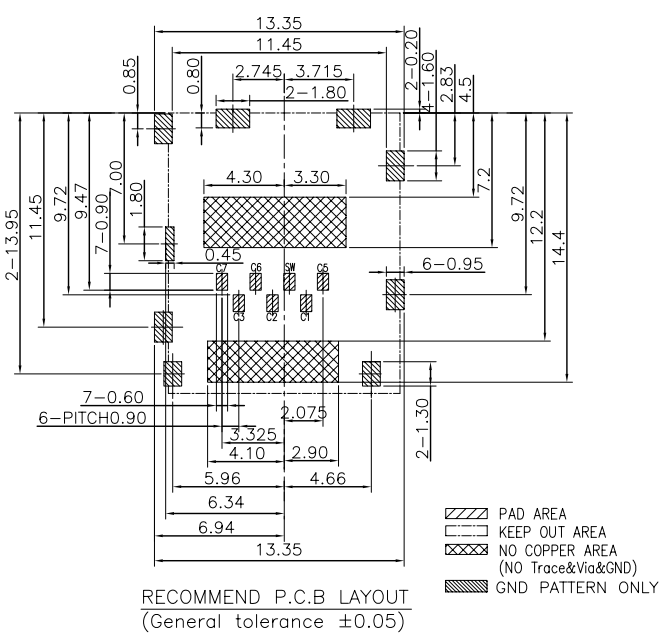 13.35
11.45
0.85
0.80
2.745
3.715
2-1.80
2-0.20
4-1.60
2.83
4.5
2-13.95
11.45
9.72
9.47
7-0.90
7.00
1.80
0.45
4.30
3.30
7.2
9.72
12.2
14.4
C7
C6
SW
C5
C3
C2
C1
6-0.95
7-0.60
6-PITCH0.90
2.075
3.325
4.10
2.90
2-1.30
5.96
4.66
6.34
6.94
13.35
PAD AREA
KEEP OUT AREA
NO COPPER AREA
(NO Trace&Via&GND)
GND PATTERN ONLY
RECOMMEND P.C.B LAYOUT
(General tolerance ±0.05)